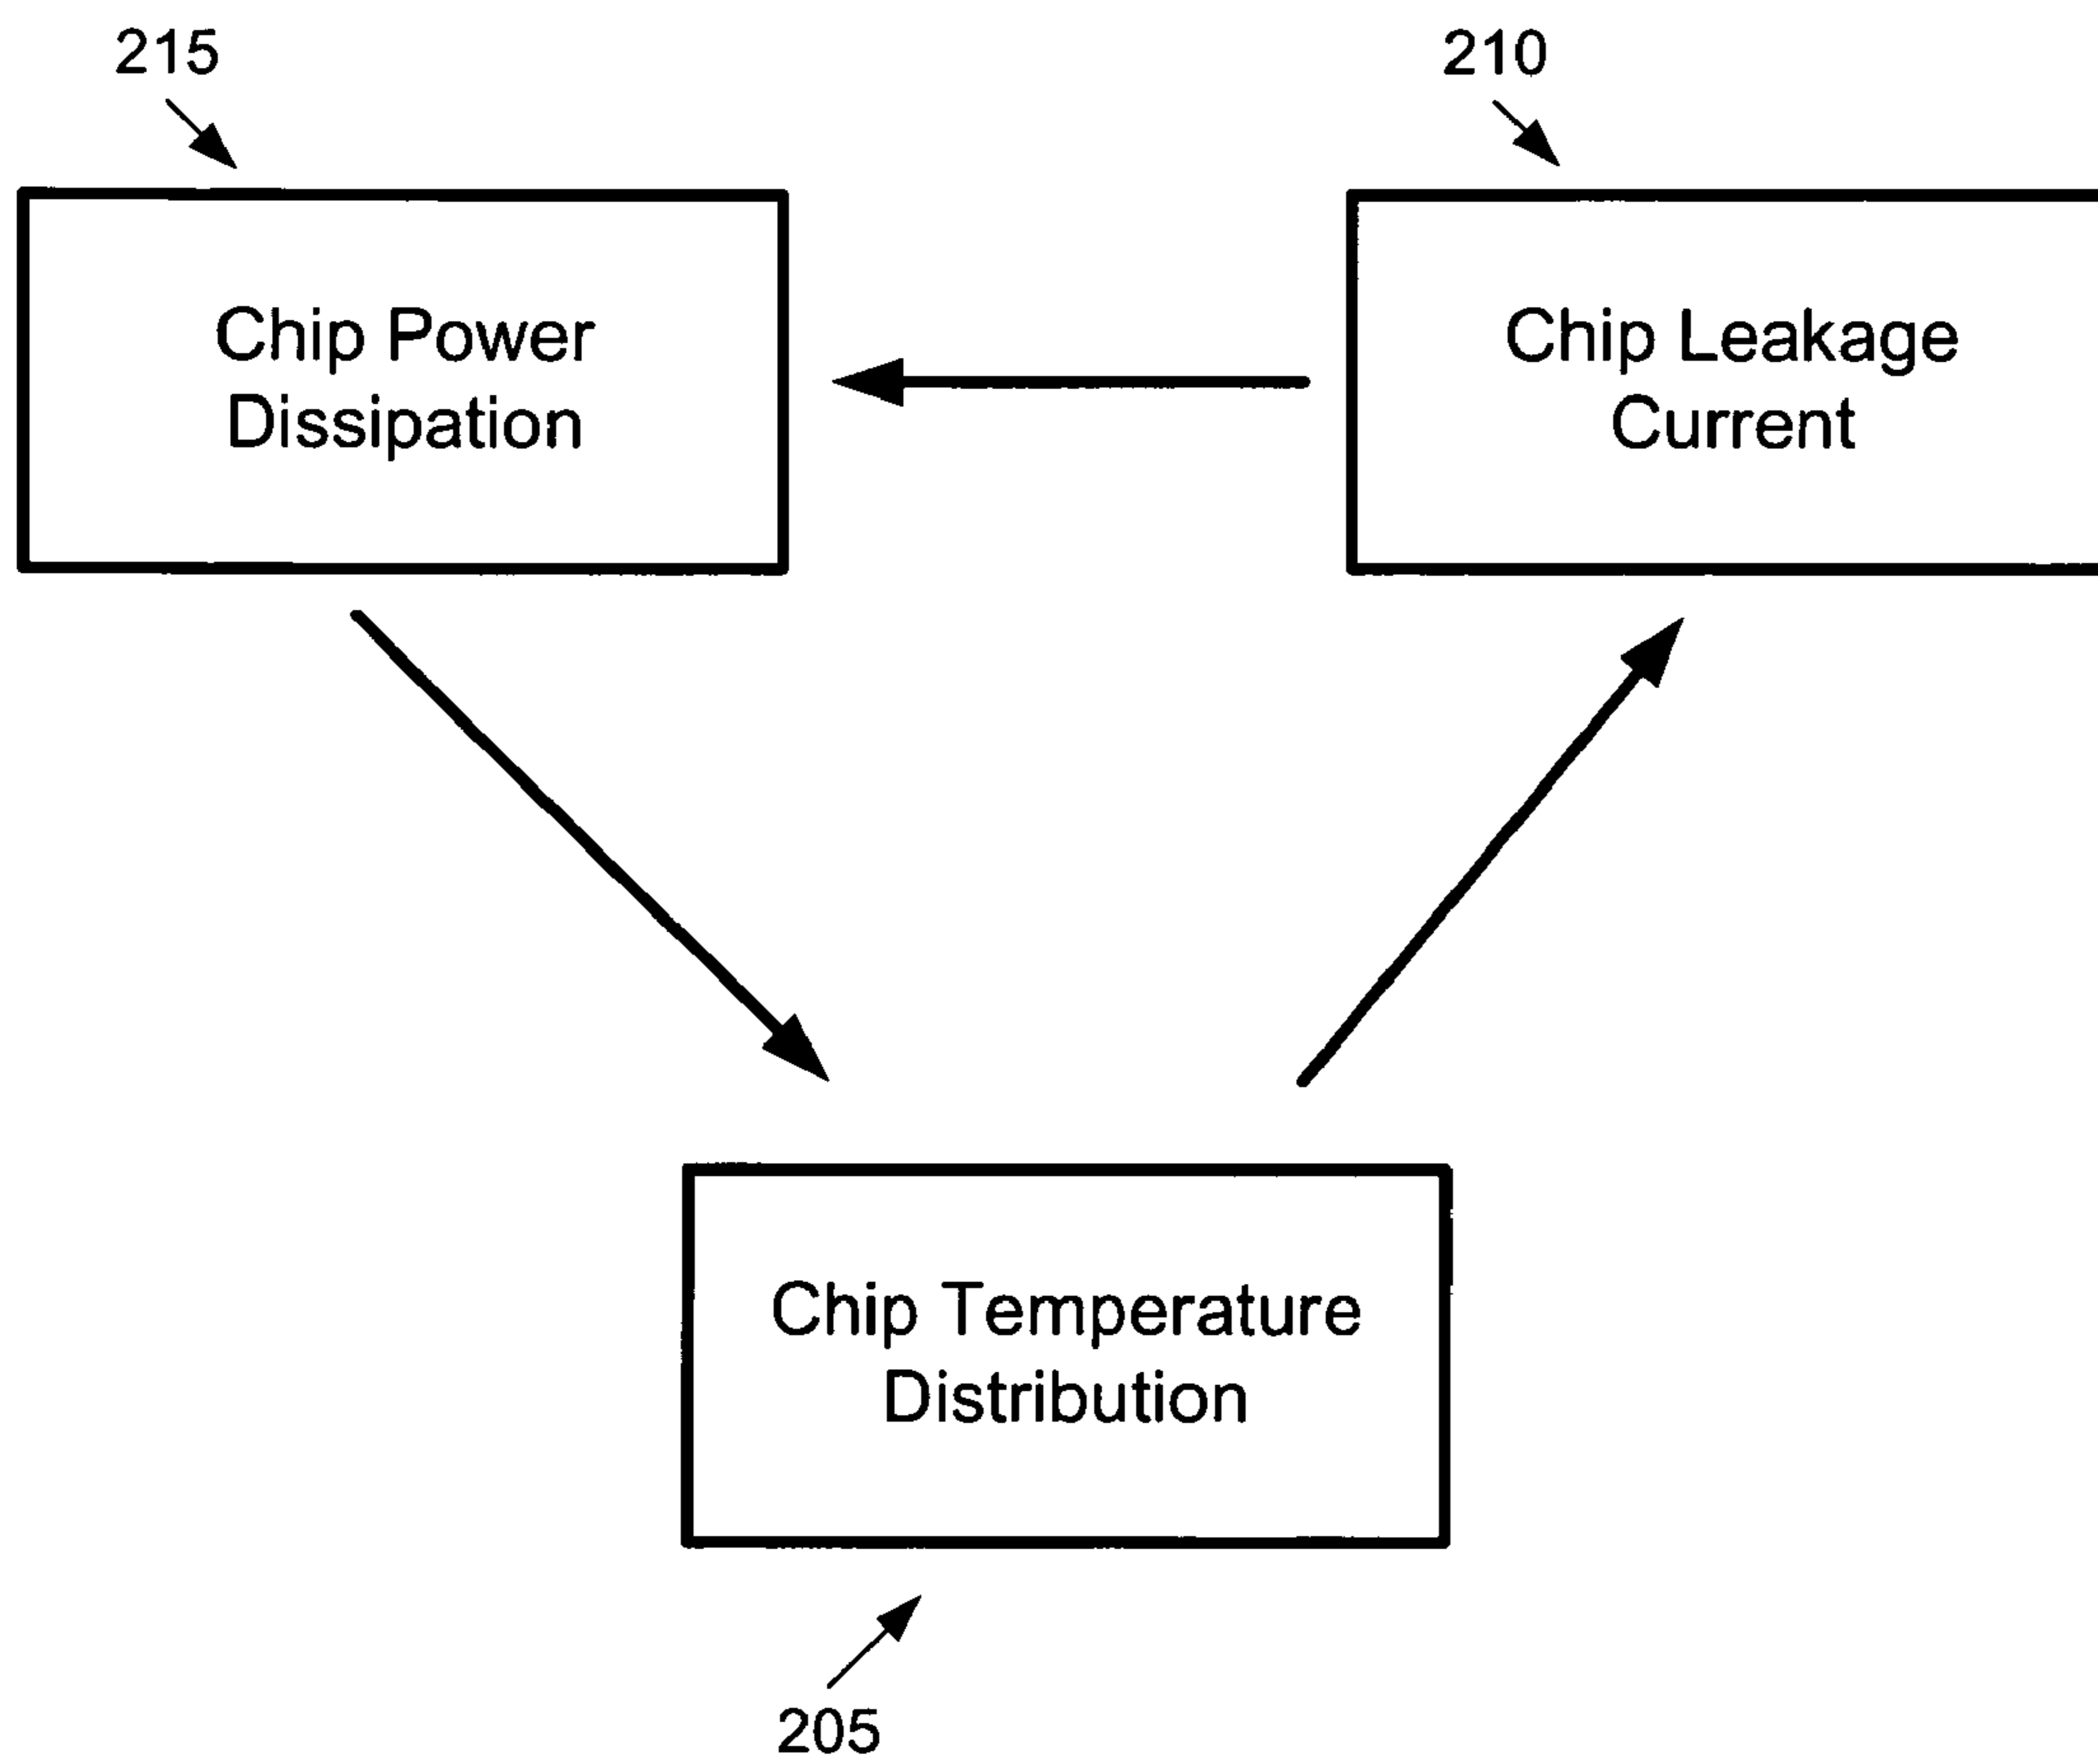 215
210
Chip Power
Dissipation
Chip Leakage
Current
Chip Temperature
Distribution
205